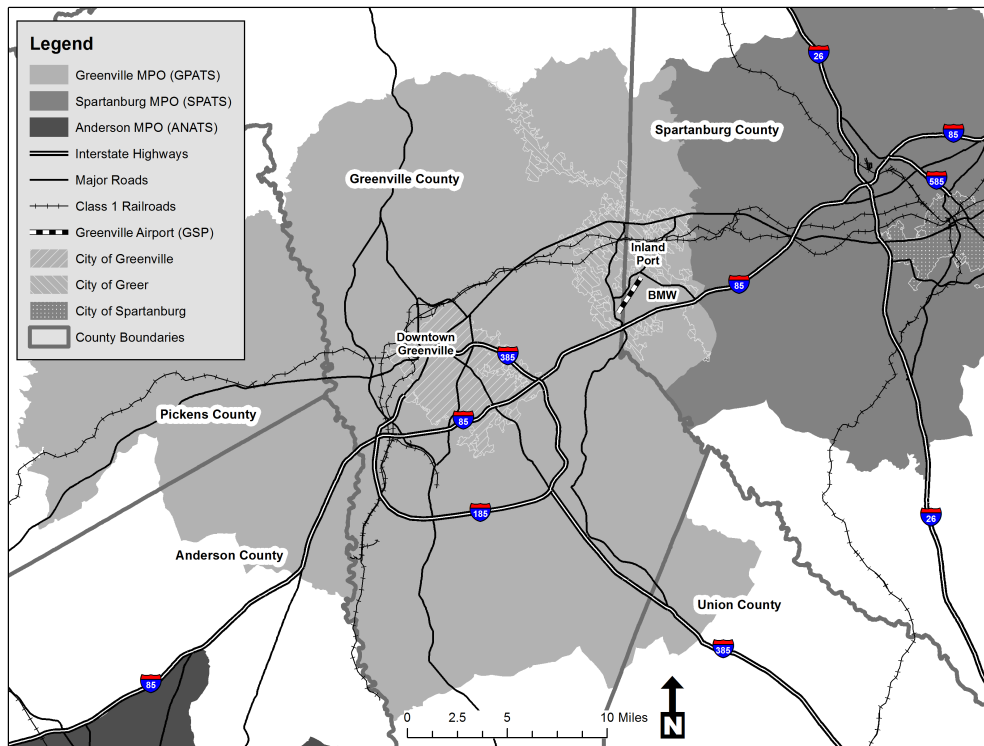 Legend
Greenville MPO (GPATS)
Spartanburg MPO (SPATS)
Anderson MPO (ANATS)
Interstate Highways
Major Roads
Class 1 Railroads
Greenville Airport (GSP)
City of Greenville
City of Greer
City of Spartanburg
County Boundaries
26
Spartanburg County
85
Greenville County
585
Inland
Port
BMW
85
Downtown
Greenville
385
Pickens County
85
185
26
Anderson County
Union County
385
85
0 2.5 5 10 Miles
N